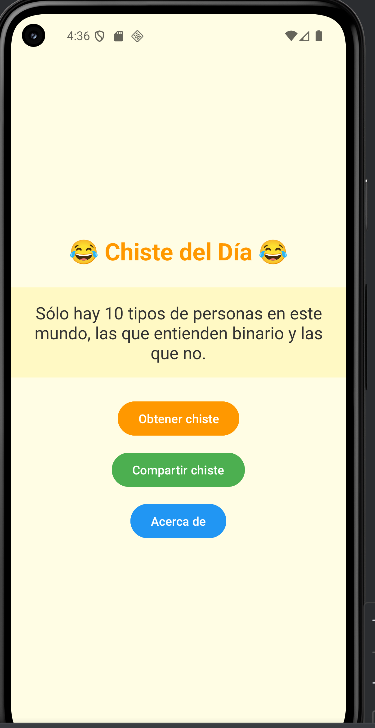 4:36
😂 Chiste del Día 😂
Sólo hay 10 tipos de personas en este
mundo, las que entienden binario y las
que no.
Obtener chiste
Compartir chiste
Acerca de